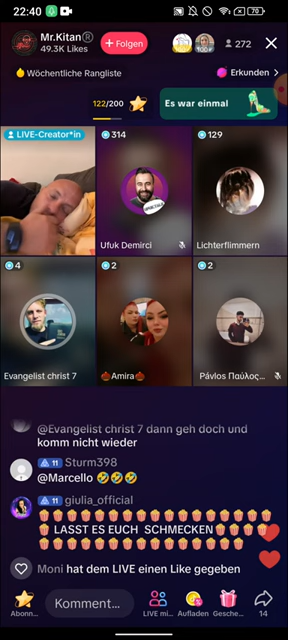 22:40
70
Mr.Kitan®
49.3K Likes
+ Folgen
100+
272
Wöchentliche Rangliste
Erkunden >
122/200
Es war einmal
LIVE-Creator*in
314
129
Ufuk Demirci
Lichterflimmern
4
2
2
Evangelist christ 7
🎃Amira🎃
Pávlos Παύλος...
@Evangelist christ 7 dann geh doch und
komm nicht wieder
11 Sturm398
@Marcello 🤣🤣🤣
11 giulia_official
🍿🍿🍿🍿🍿🍿🍿🍿🍿🍿🍿🍿🍿🍿
🍿 LASST ES EUCH SCHMECKEN🍿🍿🍿🍿
🍿🍿🍿🍿🍿🍿🍿🍿🍿🍿🍿🍿🍿
Moni hat dem LIVE einen Like gegeben
Abonn...
Kommentar...
LIVE mi...
Aufladen
Gesche...
14